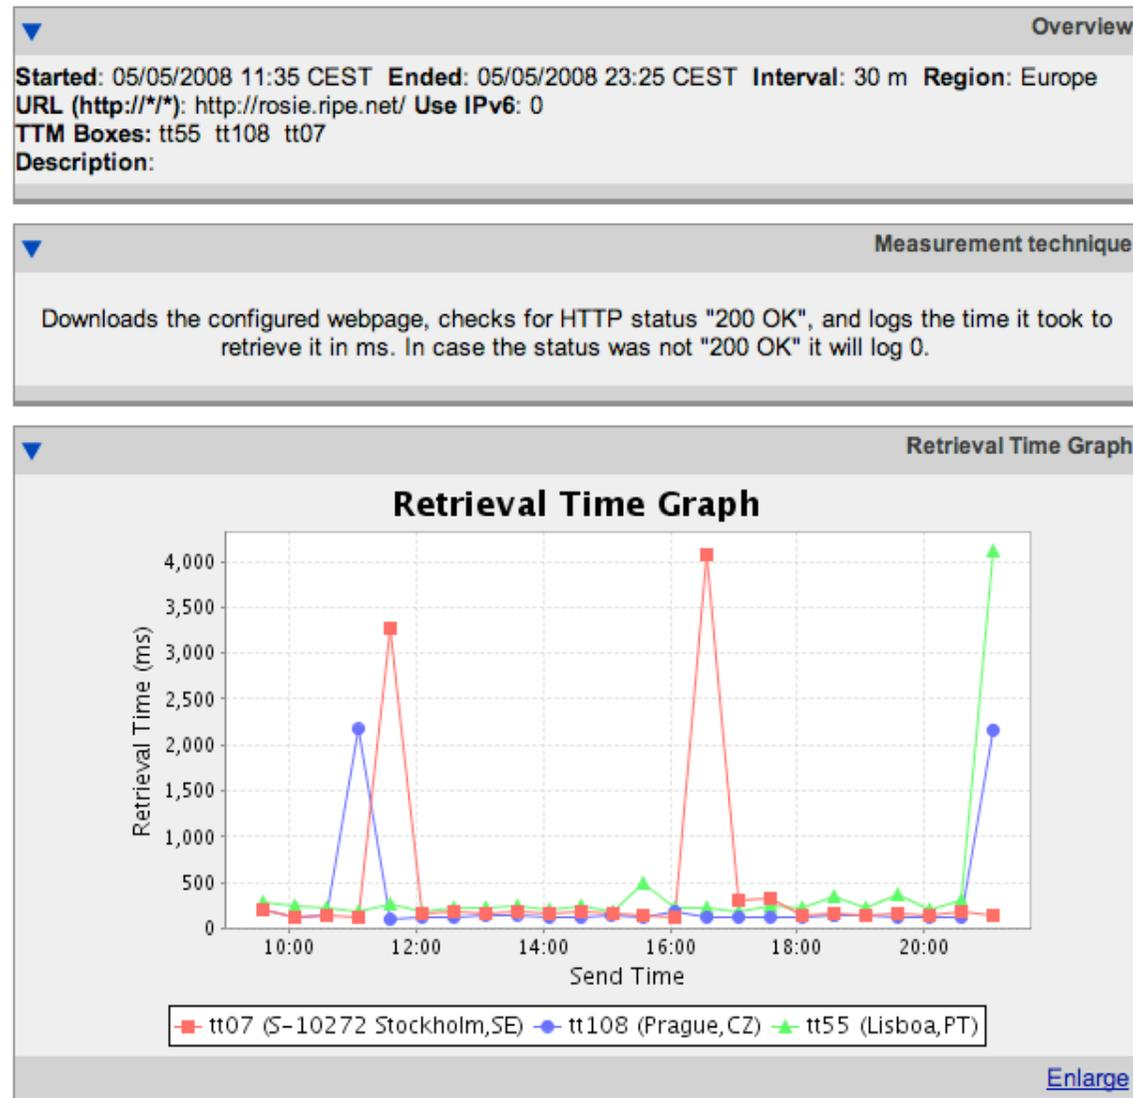 Overview
Started: 05/05/2008 11:35 CEST Ended: 05/05/2008 23:25 CEST Interval: 30 m Region: Europe
URL (http://*/*): http://rosie.ripe.net/ Use IPv6: 0
TTM Boxes: tt55 tt108 tt07
Description:
Measurement technique
Downloads the configured webpage, checks for HTTP status "200 OK", and logs the time it took to
retrieve it in ms. In case the status was not "200 OK" it will log 0.
Retrieval Time Graph
Retrieval Time Graph
Retrieval Time (ms)
4,000
3,500
3,000
2,500
2,000
1,500
1,000
500
0
10:00 12:00 14:00 16:00 18:00 20:00
Send Time
tt07 (S-10272 Stockholm,SE) tt108 (Prague,CZ) tt55 (Lisboa,PT)
Enlarge